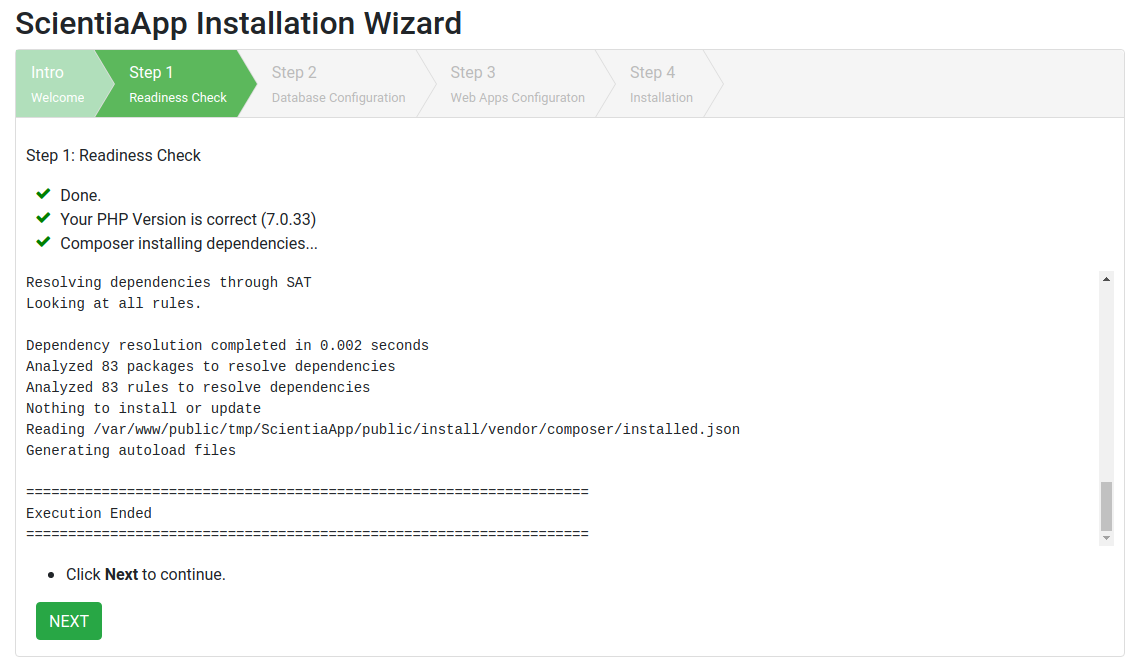 ScientiaApp Installation Wizard
Intro
Welcome
Step 1
Readiness Check
Step 2
Database Configuration
Step 3
Web Apps Configuraton
Step 4
Installation
Step 1: Readiness Check
Done.
Your PHP Version is correct (7.0.33)
Composer installing dependencies...
Resolving dependencies through SAT
Looking at all rules.
Dependency resolution completed in 0.002 seconds
Analyzed 83 packages to resolve dependencies
Analyzed 83 rules to resolve dependencies
Nothing to install or update
Reading /var/www/public/tmp/ScientiaApp/public/install/vendor/composer/installed.json
Generating autoload files
===================================================================
Execution Ended
===================================================================
Click Next to continue.
NEXT